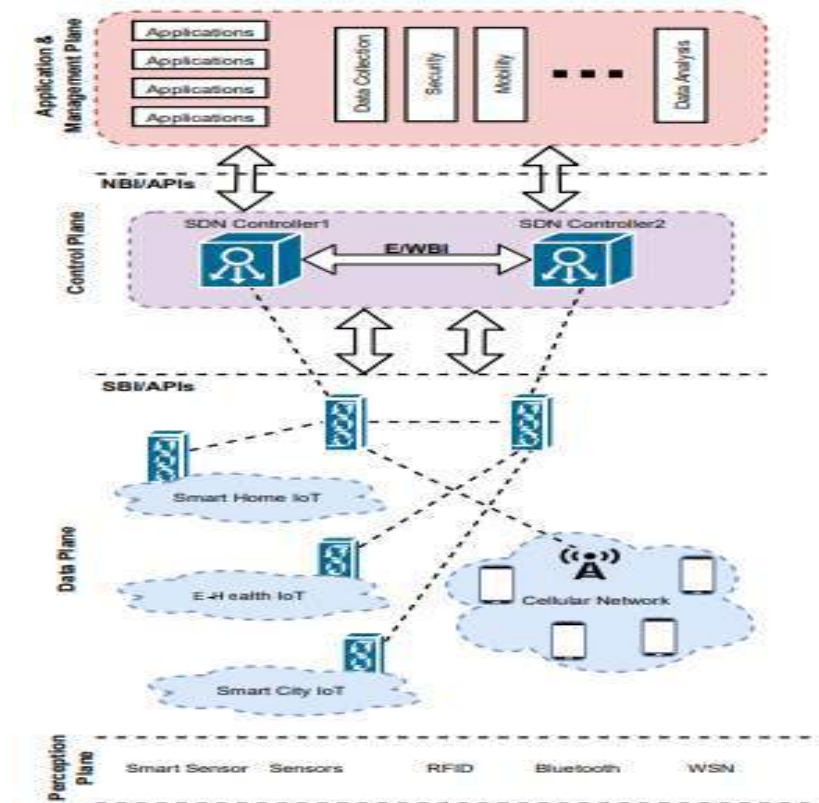 Application &
Management Plane
Applications
Applications
Applications
Applications
Data Collection
Security
Mobility
Data Analysis
NBI/APIs
Control Plane
SDN Controller1
SDN Controller2
E/WBI
SBI/APIs
Data Plane
Smart Home IoT
E-Health IoT
Cellular Network
Smart City IoT
Perception
Plane
Smart Sensor
Sensors
RFID
Bluetooth
WSN